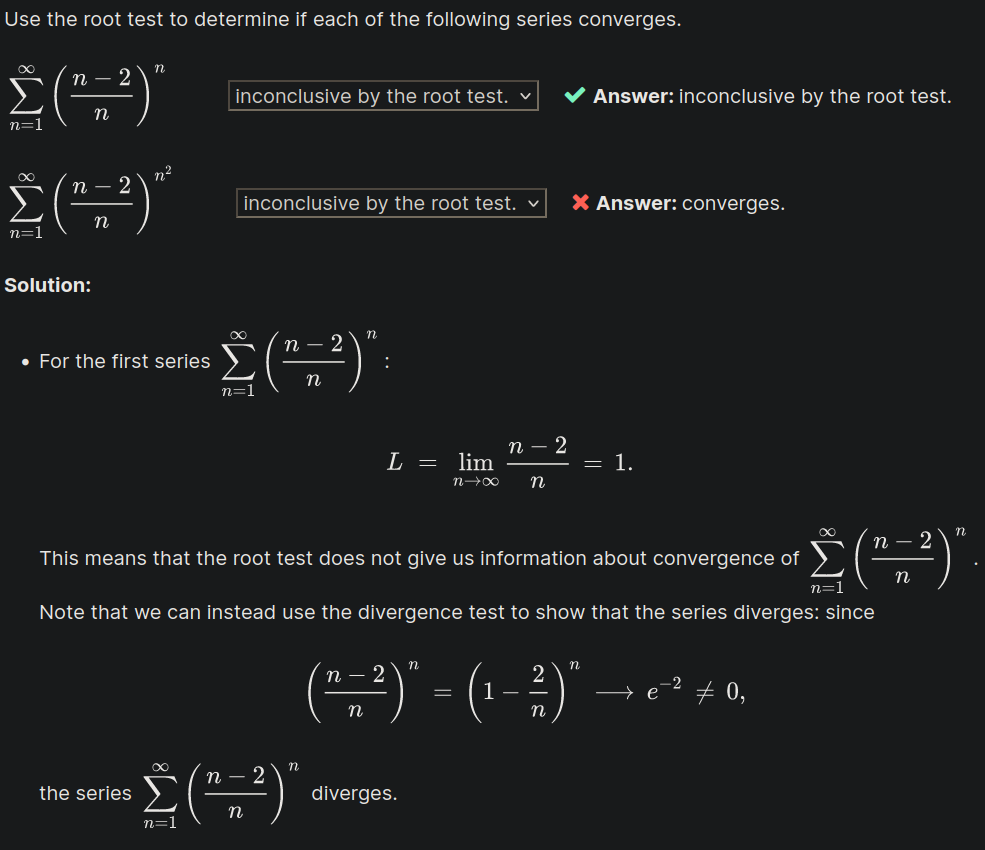 Use the root test to determine if each of the following series converges.
$\sum_{n=1}^{\infty} \left(\frac{n-2}{n}\right)^n$ inconclusive by the root test. ✔ Answer: inconclusive by the root test.
$\sum_{n=1}^{\infty} \left(\frac{n-2}{n}\right)^{n^2}$ inconclusive by the root test. ✖ Answer: converges.
Solution:
• For the first series $\sum_{n=1}^{\infty} \left(\frac{n-2}{n}\right)^n$ :
$L = \lim_{n \to \infty} \frac{n-2}{n} = 1.$
This means that the root test does not give us information about convergence of $\sum_{n=1}^{\infty} \left(\frac{n-2}{n}\right)^n$ .
Note that we can instead use the divergence test to show that the series diverges: since
$\left(\frac{n-2}{n}\right)^n = \left(1 - \frac{2}{n}\right)^n \longrightarrow e^{-2} \neq 0,$
the series $\sum_{n=1}^{\infty} \left(\frac{n-2}{n}\right)^n$ diverges.